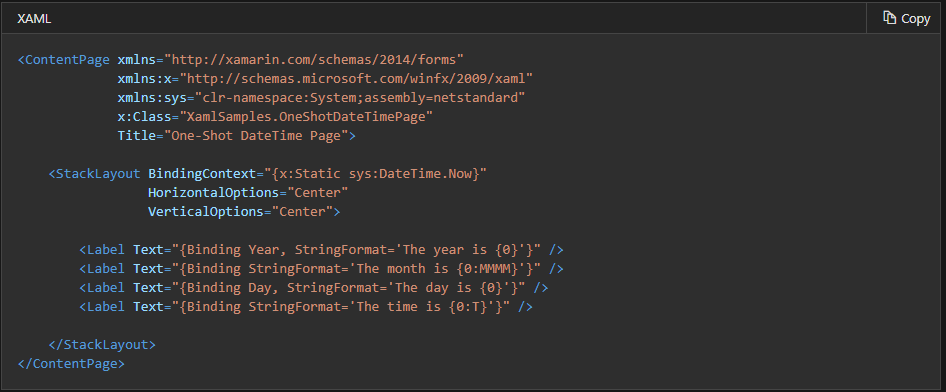 XAML
Copy
<ContentPage xmlns="http://xamarin.com/schemas/2014/forms"
             xmlns:x="http://schemas.microsoft.com/winfx/2009/xaml"
             xmlns:sys="clr-namespace:System;assembly=netstandard"
             x:Class="XamlSamples.OneShotDateTimePage"
             Title="One-Shot DateTime Page">
    <StackLayout BindingContext="{x:Static sys:DateTime.Now}"
                 HorizontalOptions="Center"
                 VerticalOptions="Center">
        <Label Text="{Binding Year, StringFormat='The year is {0}'}" />
        <Label Text="{Binding StringFormat='The month is {0:MMMM}'}" />
        <Label Text="{Binding Day, StringFormat='The day is {0}'}" />
        <Label Text="{Binding StringFormat='The time is {0:T}'}" />
    </StackLayout>
</ContentPage>